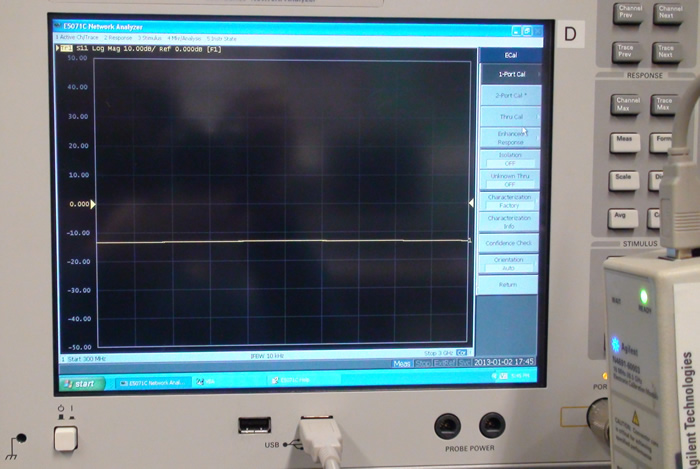 E5071C Network Analyzer
1 Active Ch/Trace 2 Response 3 Stimulus 4 Mkr/Analysis 5 Instr State
Tr1 S11 Log Mag 10.00dB/ Ref 0.000dB [F1]
50.00
40.00
30.00
20.00
10.00
0.000
-10.00
-20.00
-30.00
-40.00
-50.00
1 Start 300 MHz
IFBW 10 kHz
Stop 3 GHz
Cor
Meas
2013-01-02 17:45
ECal
1-Port Cal
2-Port Cal
Thru Cal
Enhanced
Response
Isolation
OFF
Unknown Thru
OFF
Characterization
Factory
Characterization
Info
Confidence Check
Orientation
Auto
Return
start
E5071C Network Anal...
D
Channel
Prev
Channel
Next
Trace
Prev
Trace
Next
RESPONSE
Channel
Max
Trace
Max
Meas
Scale
Avg
STIMULUS
WAIT
READY
Agilent
CAUTION
Agilent Technologies
USB
PROBE POWER